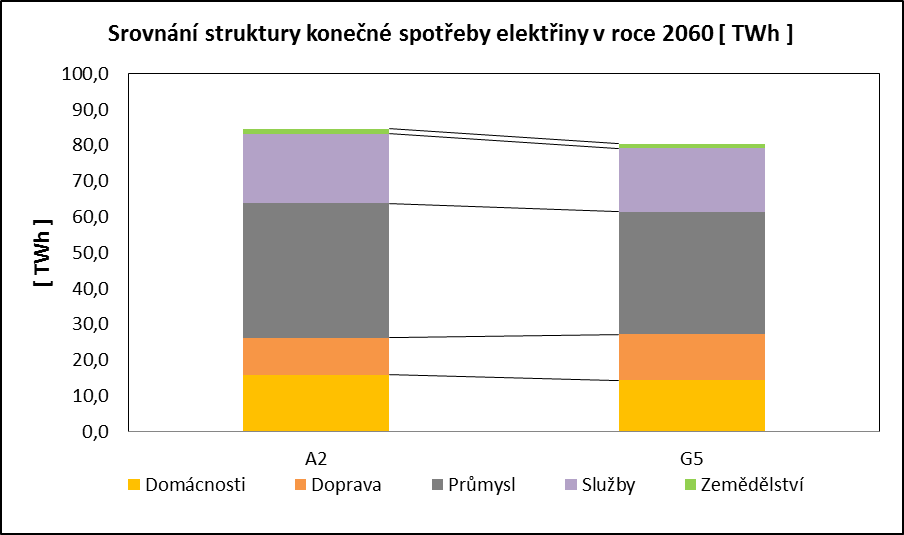 Srovnání struktury konečné spotřeby elektřiny v roce 2060 [ TWh ]
[ TWh ]
100,0
90,0
80,0
70,0
60,0
50,0
40,0
30,0
20,0
10,0
0,0
A2 G5
Domácnosti Doprava Průmysl Služby Zemědělství